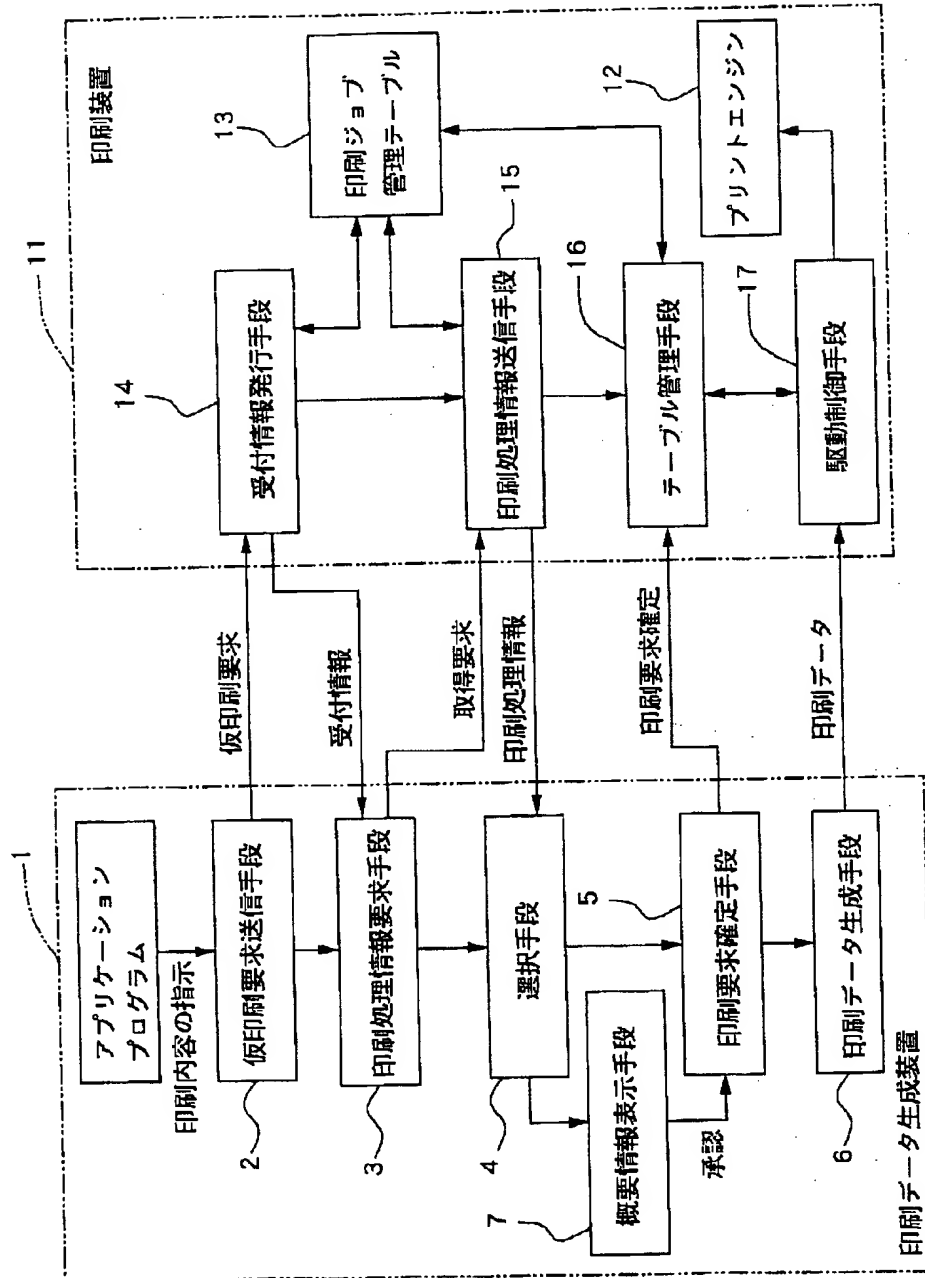 1
アプリケーション
プログラム
印刷内容の指示
2
仮印刷要求送信手段
3
印刷処理情報要求手段
4
選択手段
7
概要情報表示手段
承認
5
印刷要求確定手段
6
印刷データ生成手段
印刷データ生成装置
仮印刷要求
受付情報
取得要求
印刷処理情報
印刷要求確定
印刷データ
11
印刷装置
14
受付情報発行手段
13
印刷ジョブ
管理テーブル
15
印刷処理情報送信手段
16
テーブル管理手段
12
プリントエンジン
17
駆動制御手段